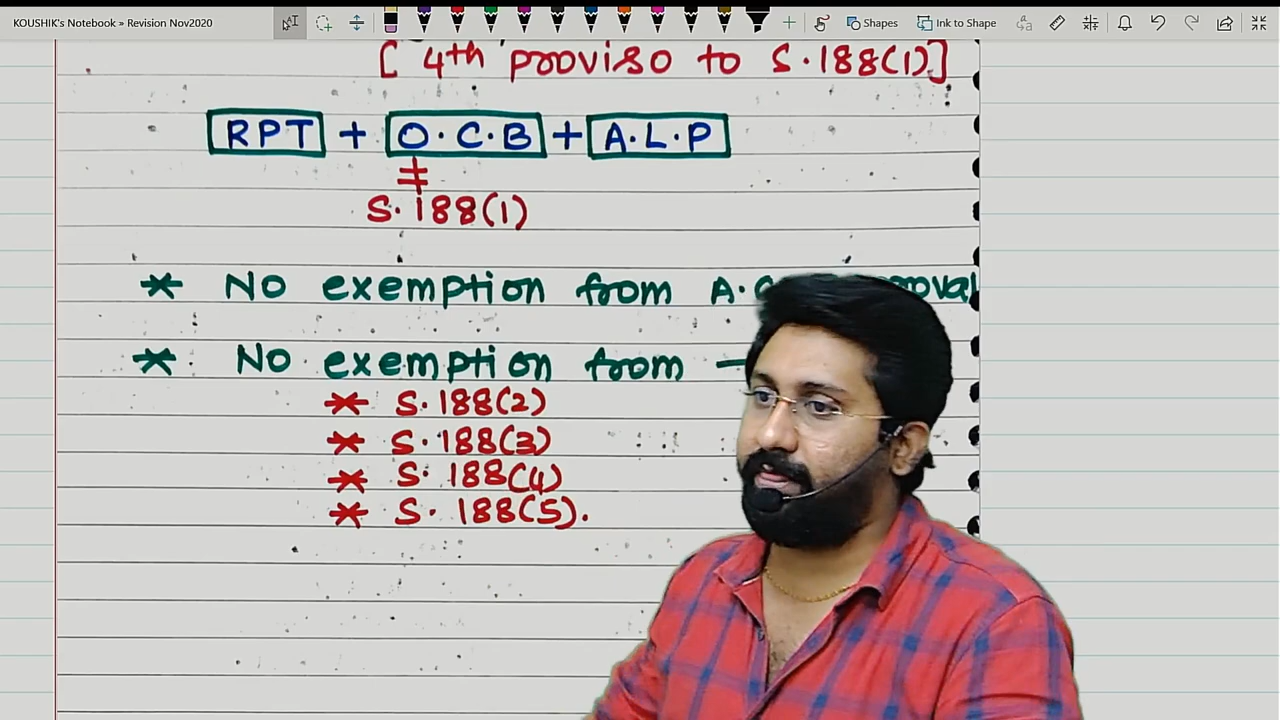 KOUSHIK's Notebook » Revision Nov2020
Shapes
Ink to Shape
[ 4th proviso to S.188(1)]
RPT + O.C.B + A.L.P
≠
S.188(1)
* No exemption from
* No exemption from —
* S.188(2)
* S.188(3)
* S.188(4)
* S.188(5).